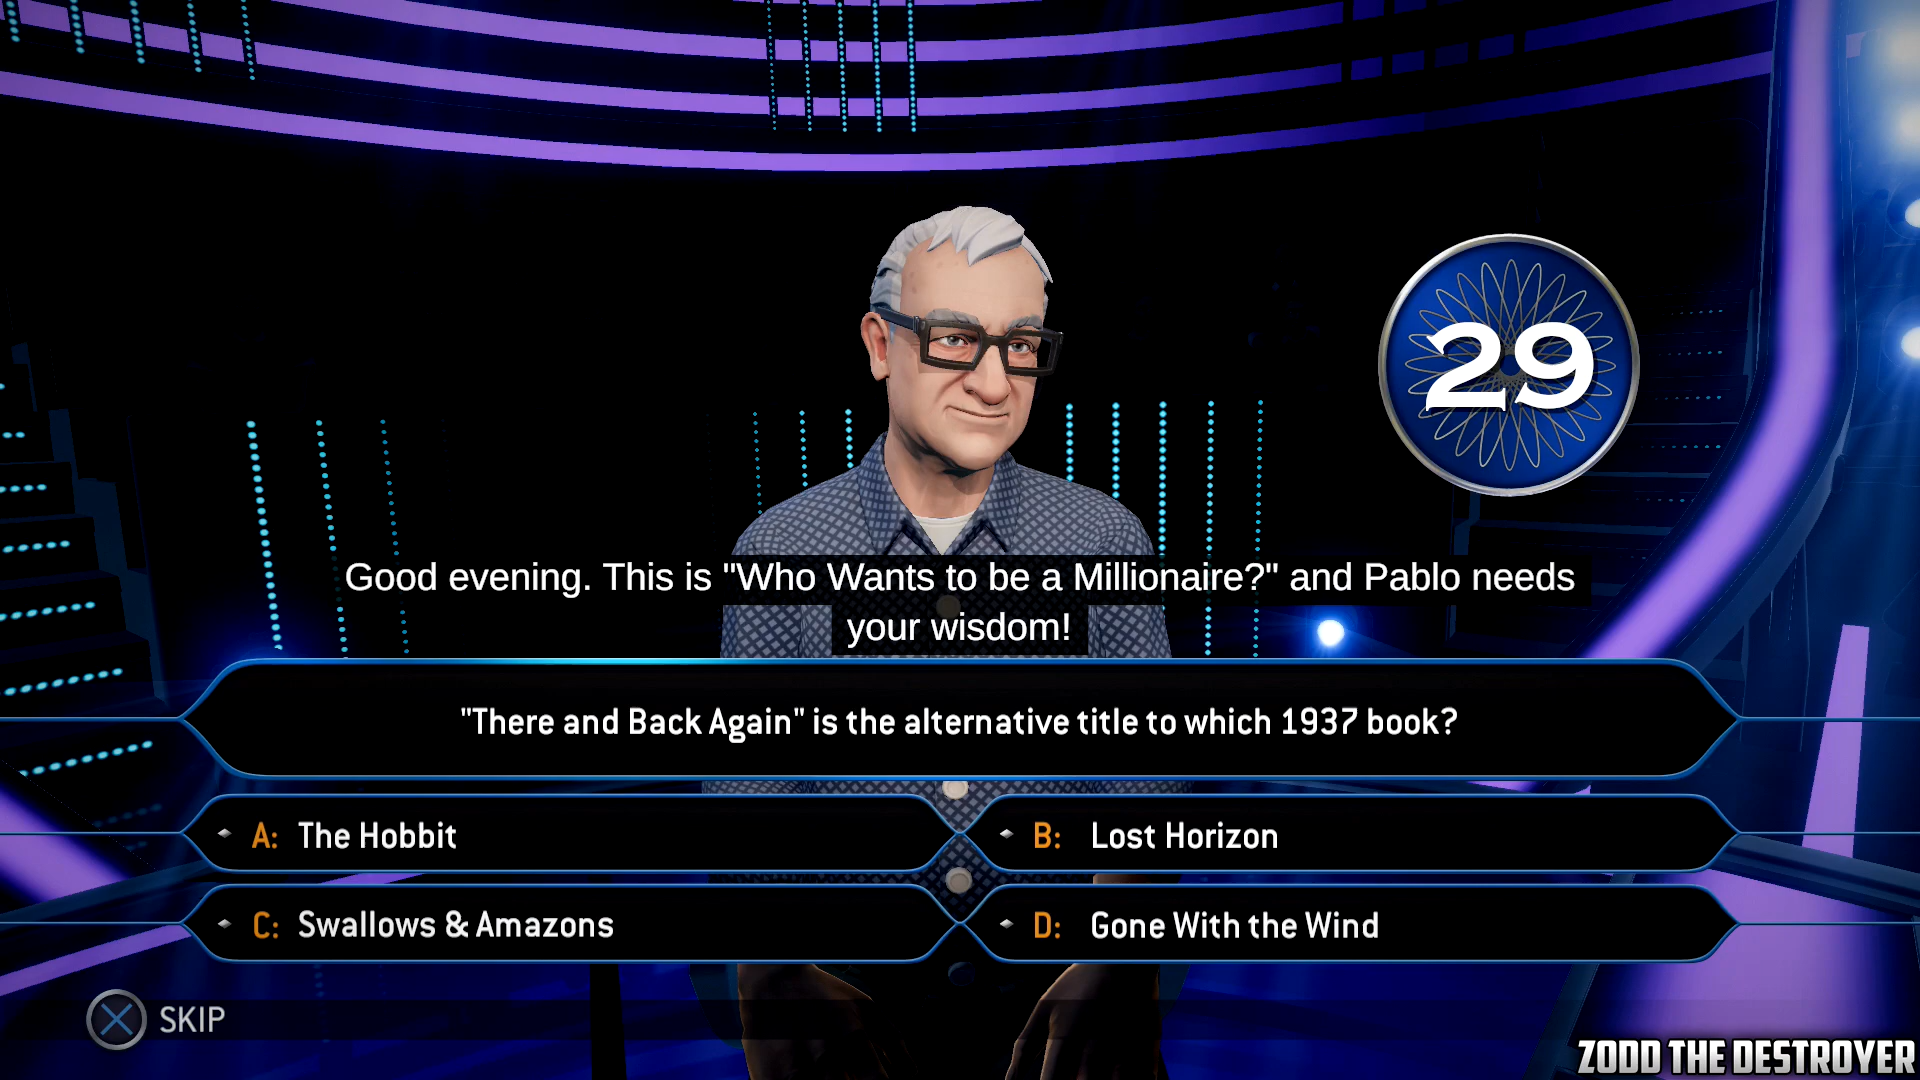 29
Good evening. This is "Who Wants to be a Millionaire?" and Pablo needs
your wisdom!
"There and Back Again" is the alternative title to which 1937 book?
A: The Hobbit
B: Lost Horizon
C: Swallows & Amazons
D: Gone With the Wind
SKIP
ZODD THE DESTROYER